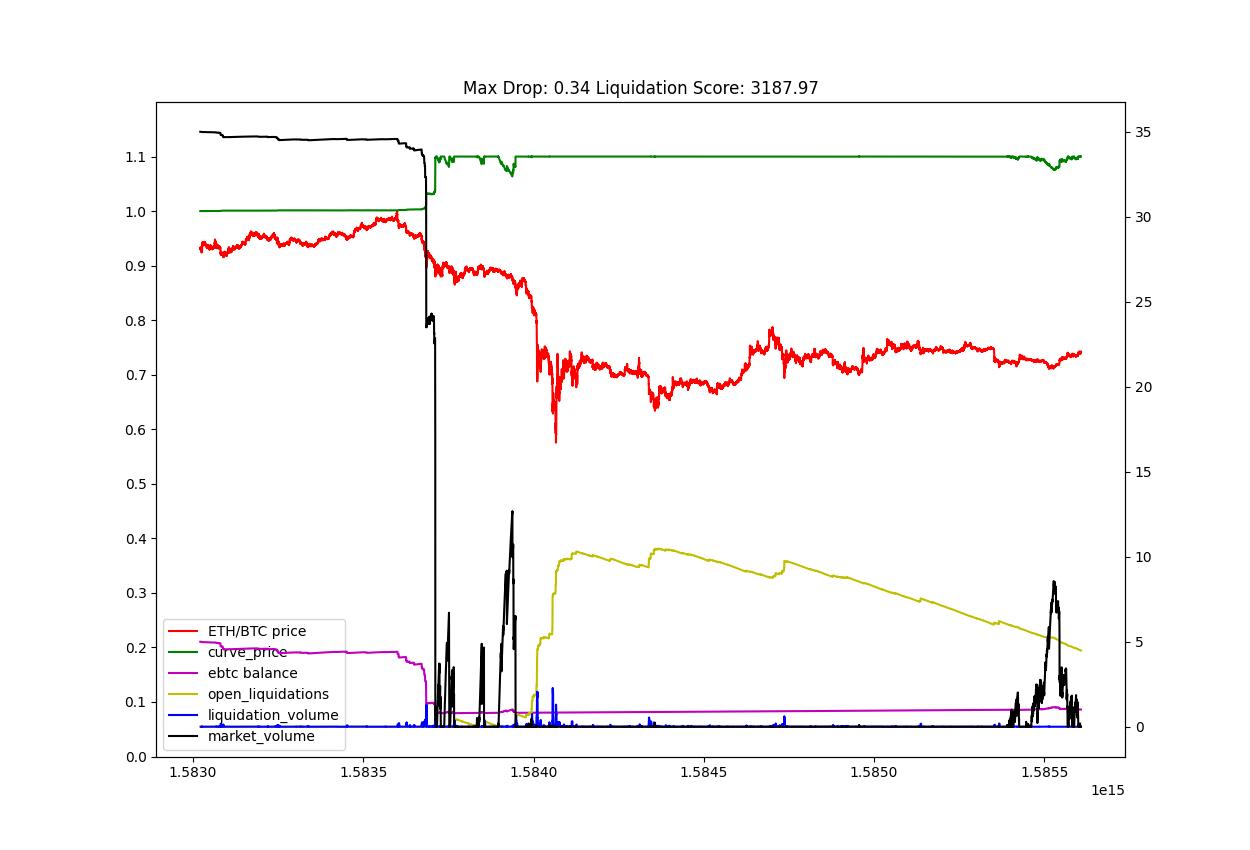 Max Drop: 0.34 Liquidation Score: 3187.97
1.1
1.0
0.9
0.8
0.7
0.6
0.5
0.4
0.3
0.2
0.1
0.0
35
30
25
20
15
10
5
0
ETH/BTC price
curve_price
ebtc balance
open_liquidations
liquidation_volume
market_volume
1.5830 1.5835 1.5840 1.5845 1.5850 1.5855
1e15